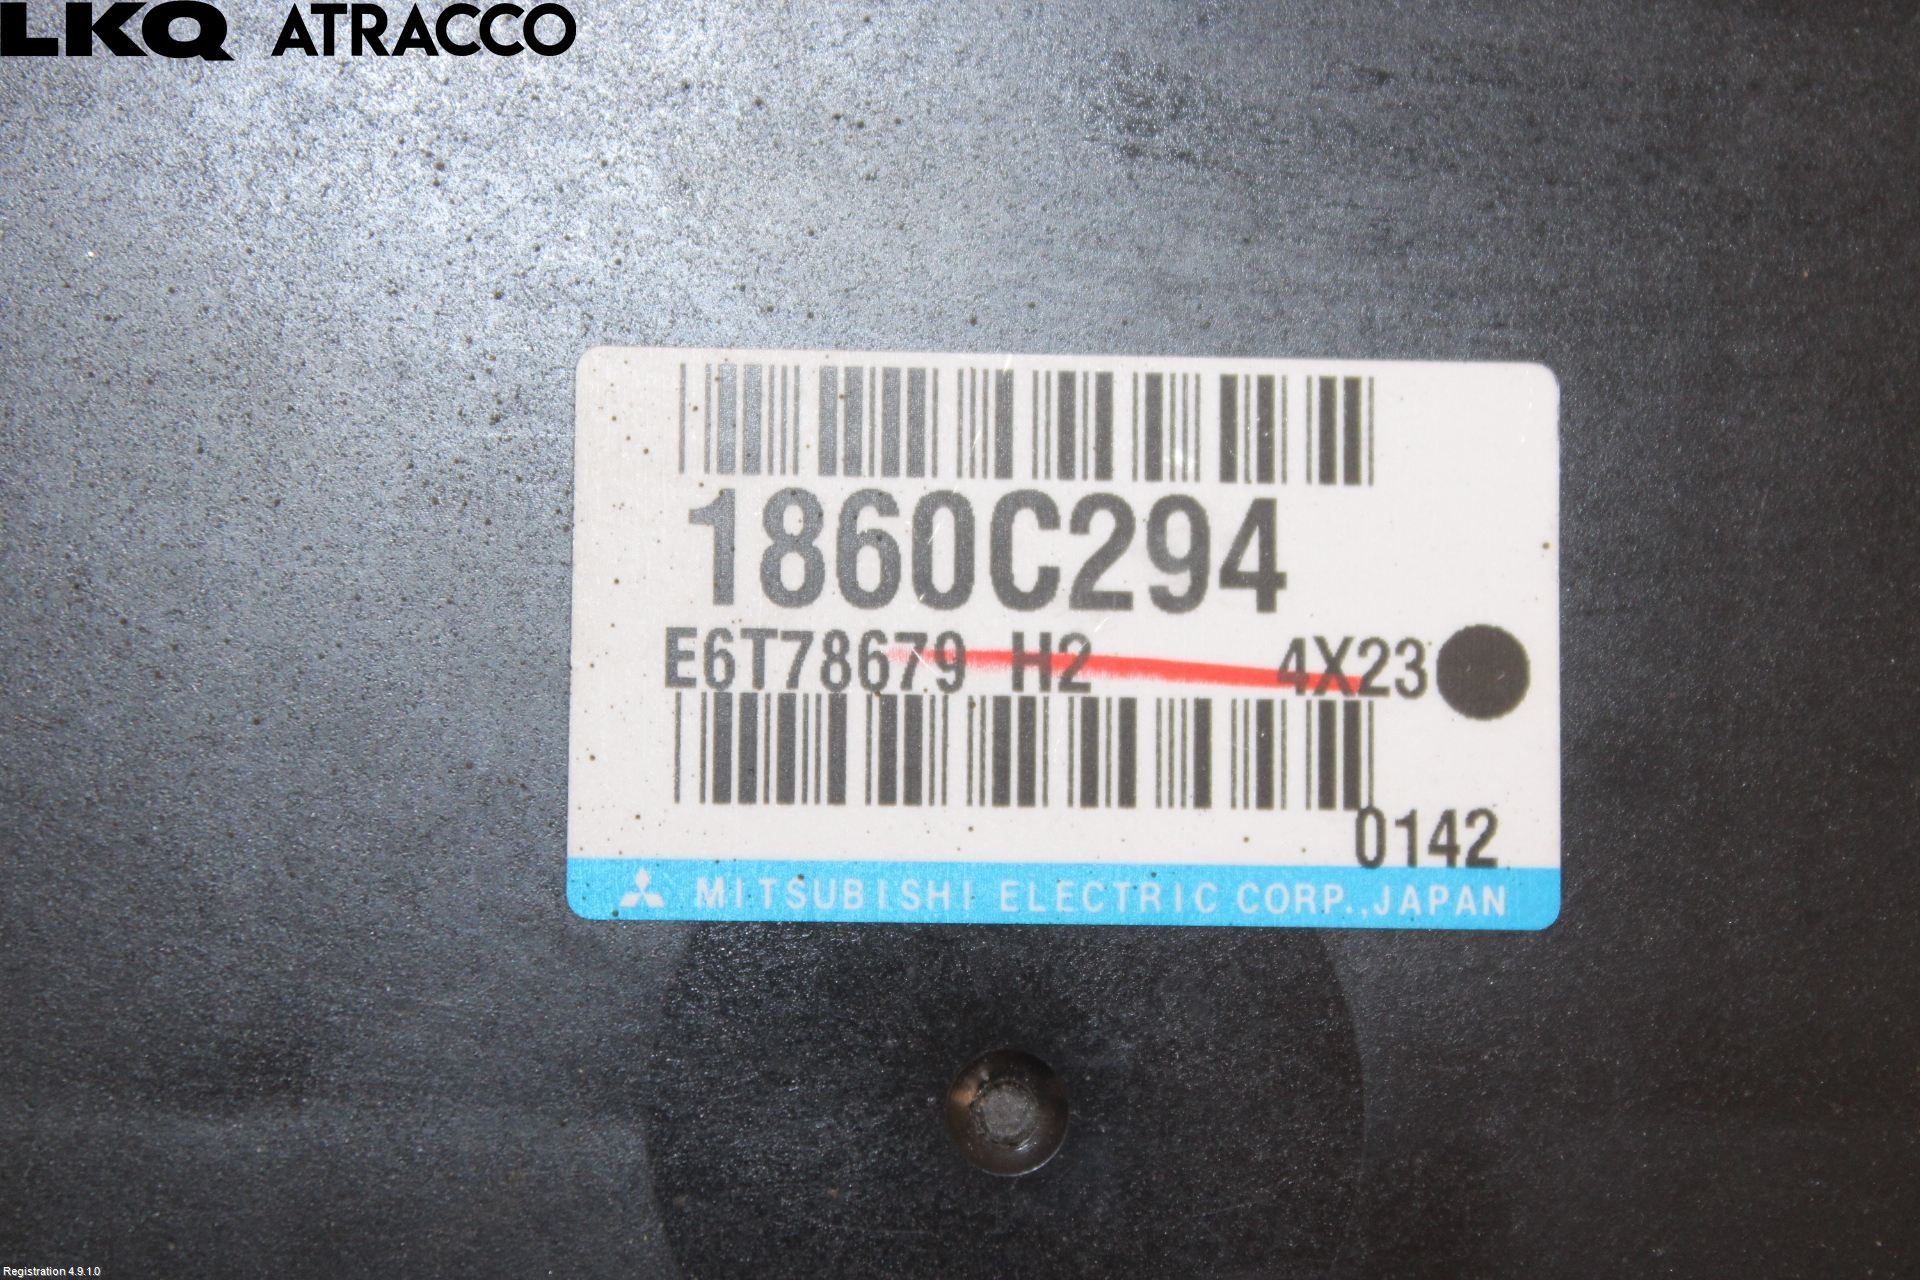 LKQ ATRACCO
1860C294
E6T78679 H2 4X23
0142
MITSUBISHI ELECTRIC CORP.,JAPAN
Registration 4.9.1.0